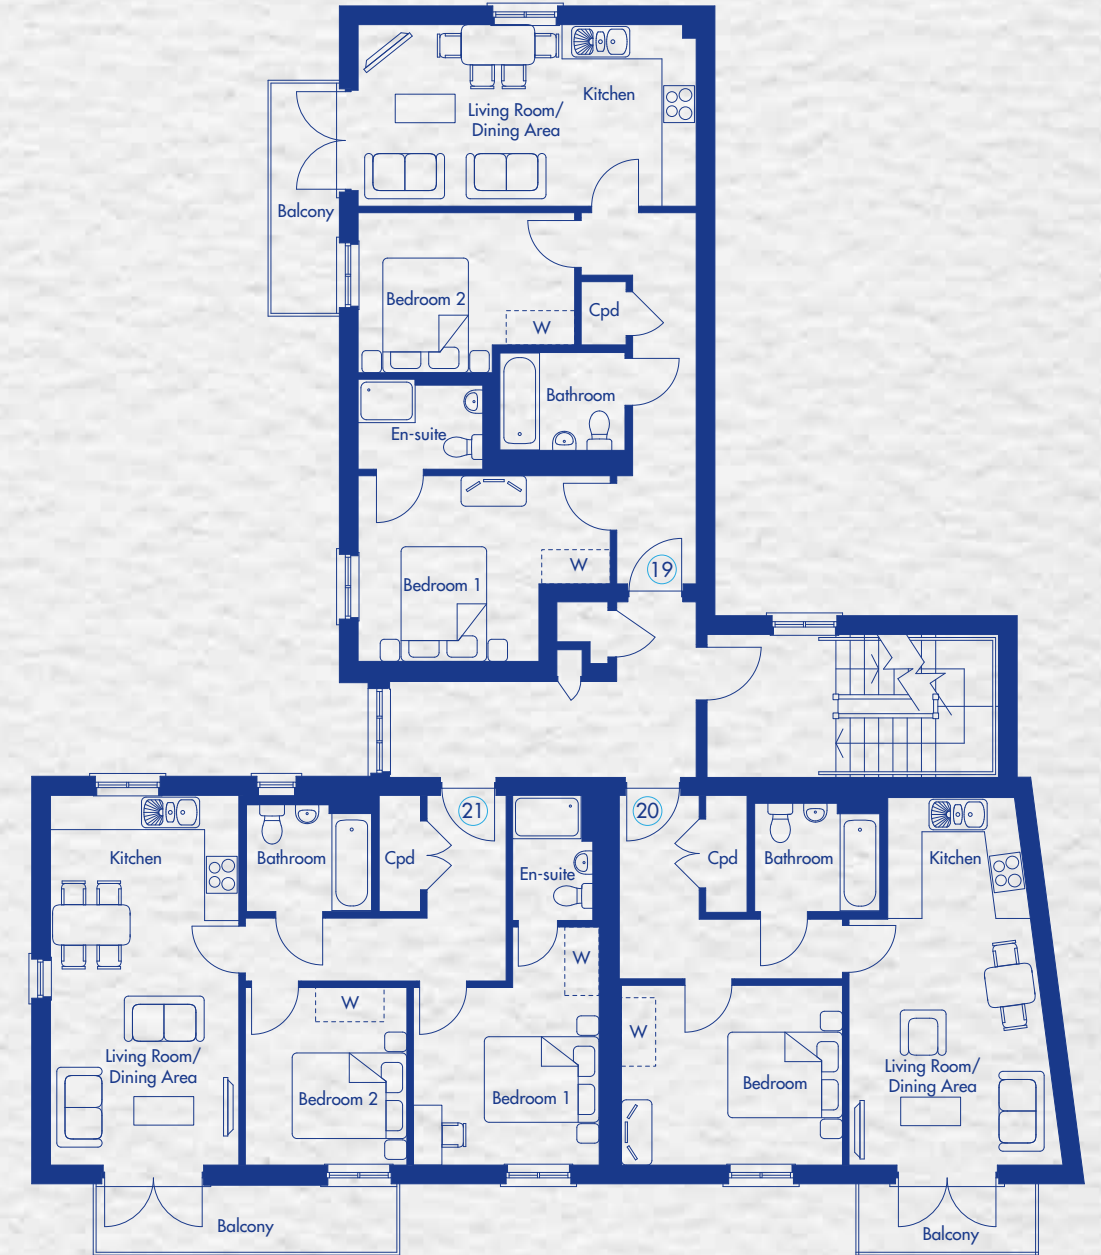 Kitchen
Living Room/
Dining Area
Balcony
Bedroom 2
Cpd
W
Bathroom
En-suite
W
Bedroom 1
19
21
20
Kitchen
Bathroom
Cpd
En-suite
Cpd
Bathroom
Kitchen
W
W
W
Living Room/
Dining Area
Bedroom 2
Bedroom 1
Bedroom
Living Room/
Dining Area
Balcony
Balcony